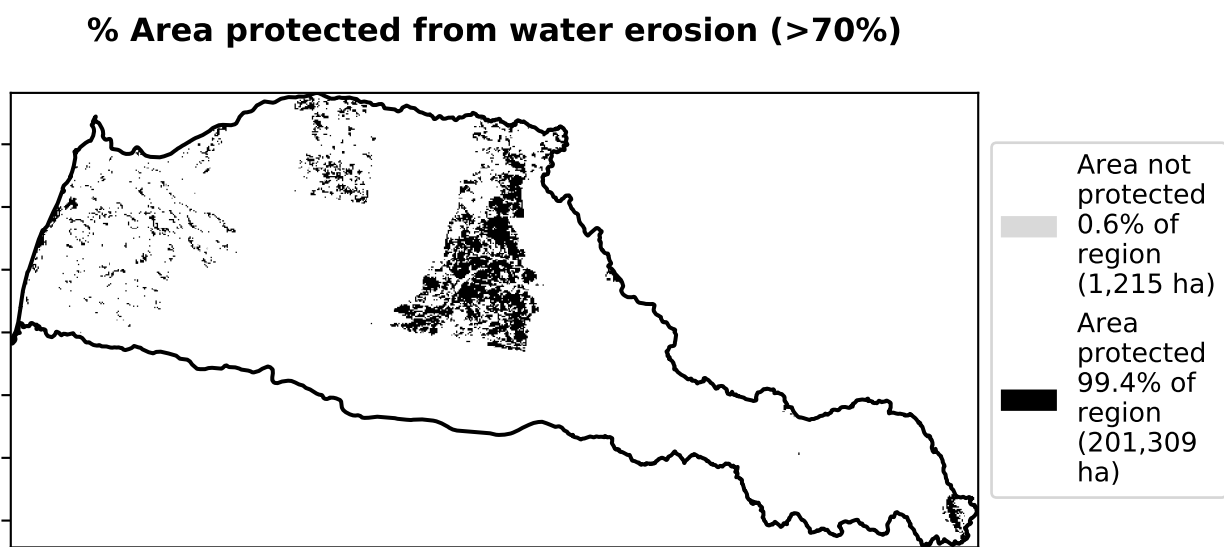 % Area protected from water erosion (>70%)
Area not
protected
0.6% of
region
(1,215 ha)
Area
protected
99.4% of
region
(201,309
ha)